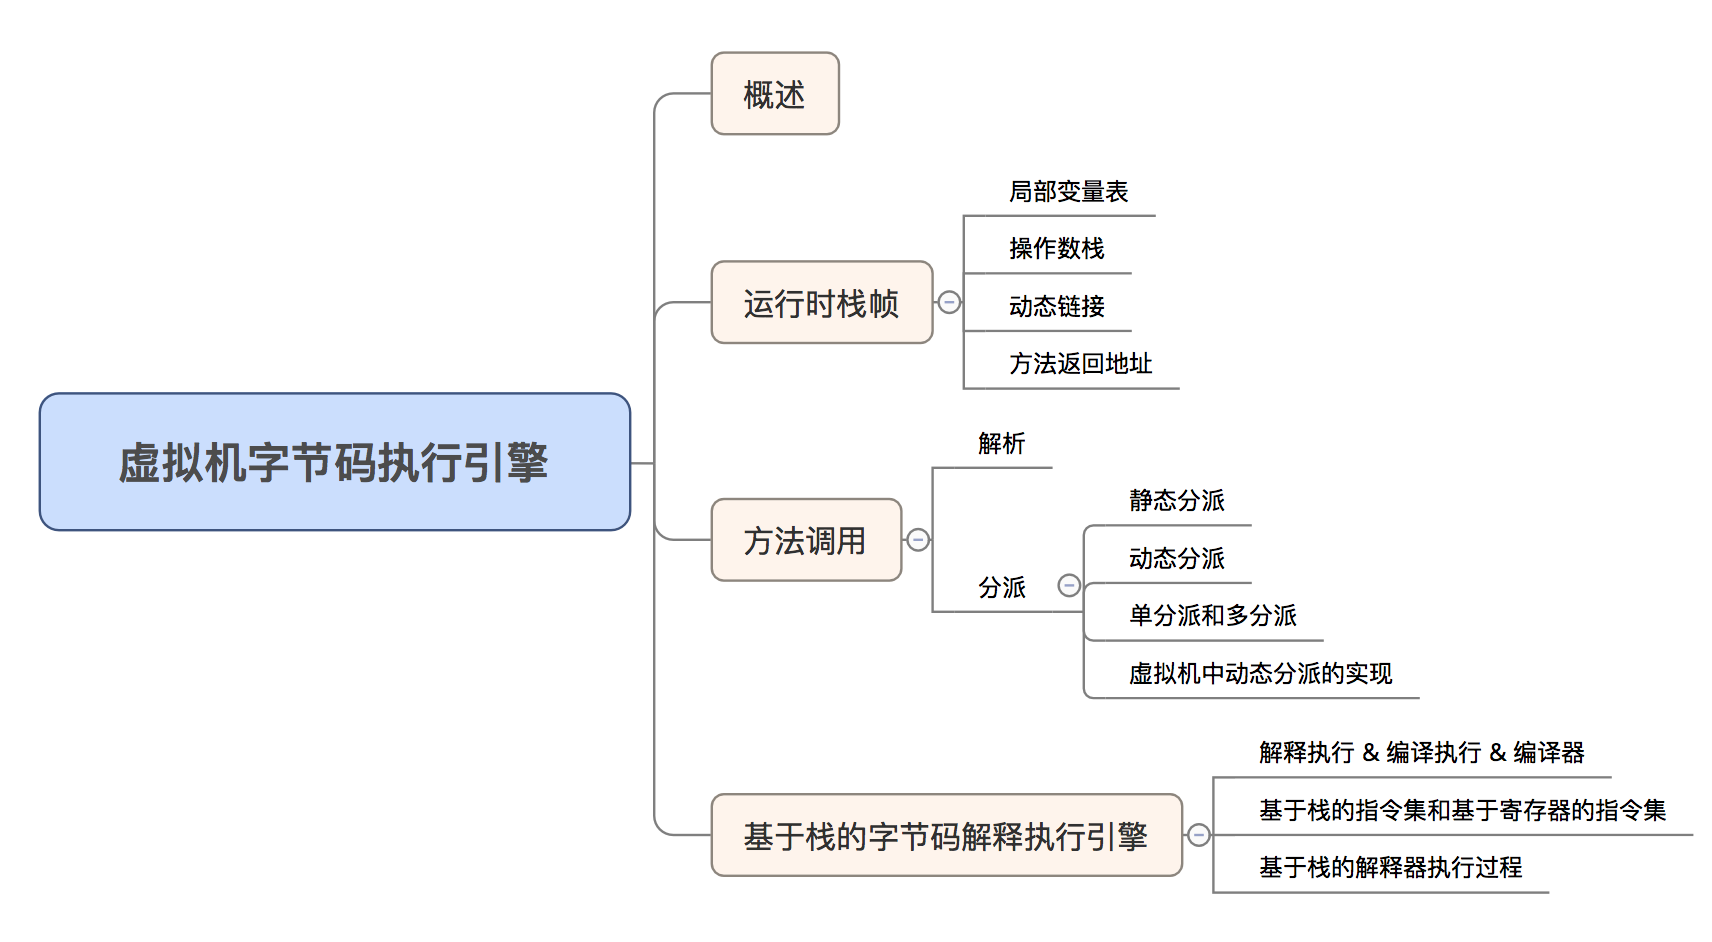 虚拟机字节码执行引擎
概述
运行时栈帧
局部变量表
操作数栈
动态链接
方法返回地址
方法调用
解析
分派
静态分派
动态分派
单分派和多分派
虚拟机中动态分派的实现
基于栈的字节码解释执行引擎
解释执行 & 编译执行 & 编译器
基于栈的指令集和基于寄存器的指令集
基于栈的解释器执行过程